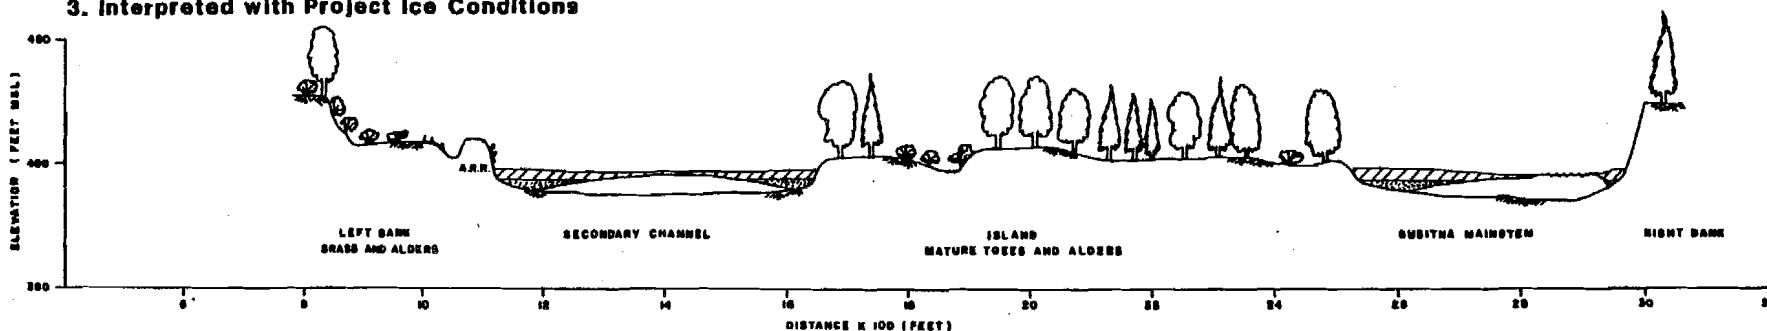 3. Interpreted with Project Ice Conditions
ELEVATION (FEET MSL)
A.R.R.
LEFT BANK
GRASS AND ALDERS
SECONDARY CHANNEL
ISLAND
MATURE TREES AND ALDERS
SUSITNA MAINSTEM
RIGHT BANK
6 8 10 12 14 16 18 20 24 26 28 30
DISTANCE X 100 (FEET)